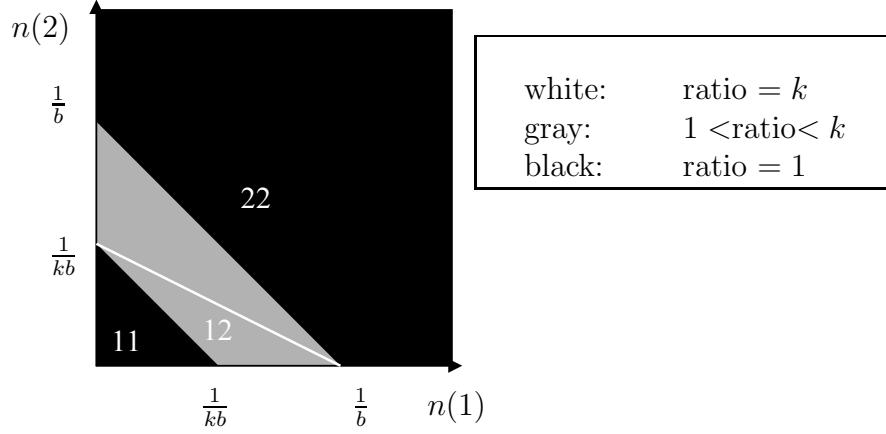 n(2)
1/b
1/kb
22
12
11
1/kb
1/b
n(1)
white: ratio = k
gray: 1 <ratio< k
black: ratio = 1